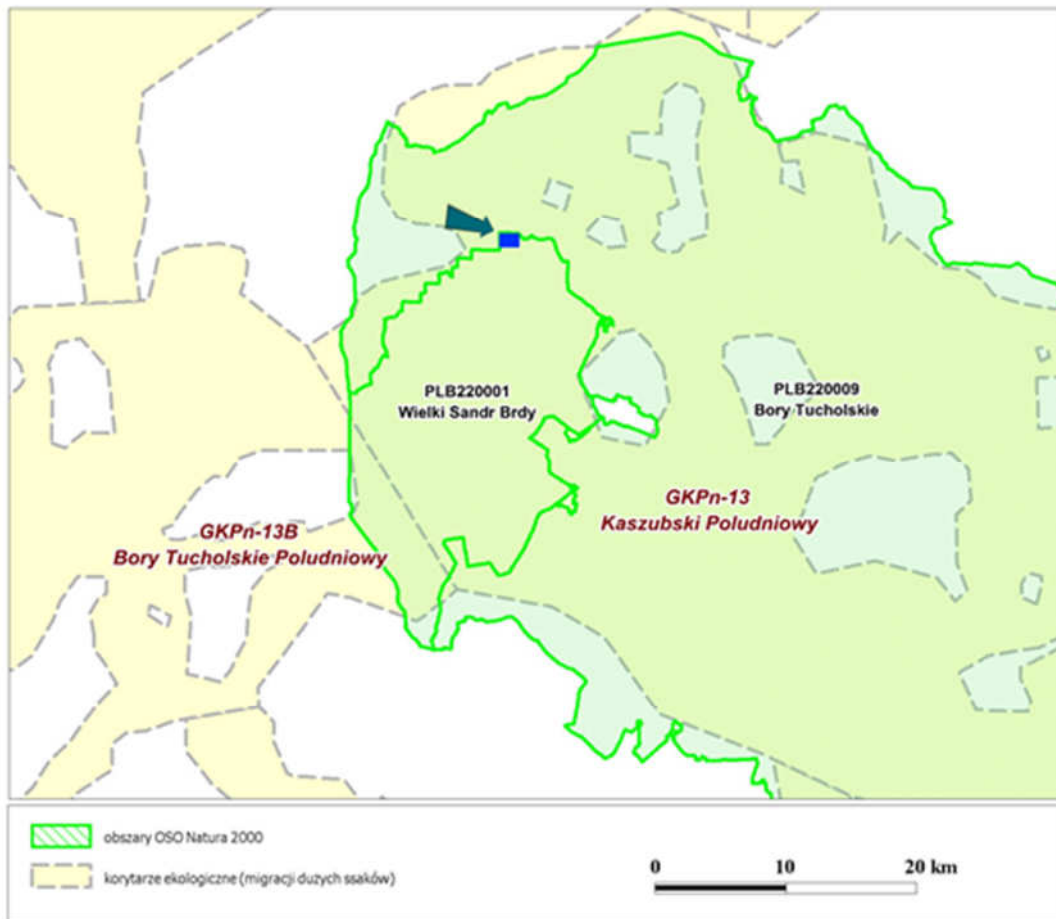 PLB220001
Wielki Sandr Brdy
PLB220009
Bory Tucholskie
GKPn-13
Kaszubski Poludniowy
GKPn-13B
Bory Tucholskie Poludniowy
obszary OSO Natura 2000
korytarze ekologiczne (migracji dużych ssaków)
0 10 20 km